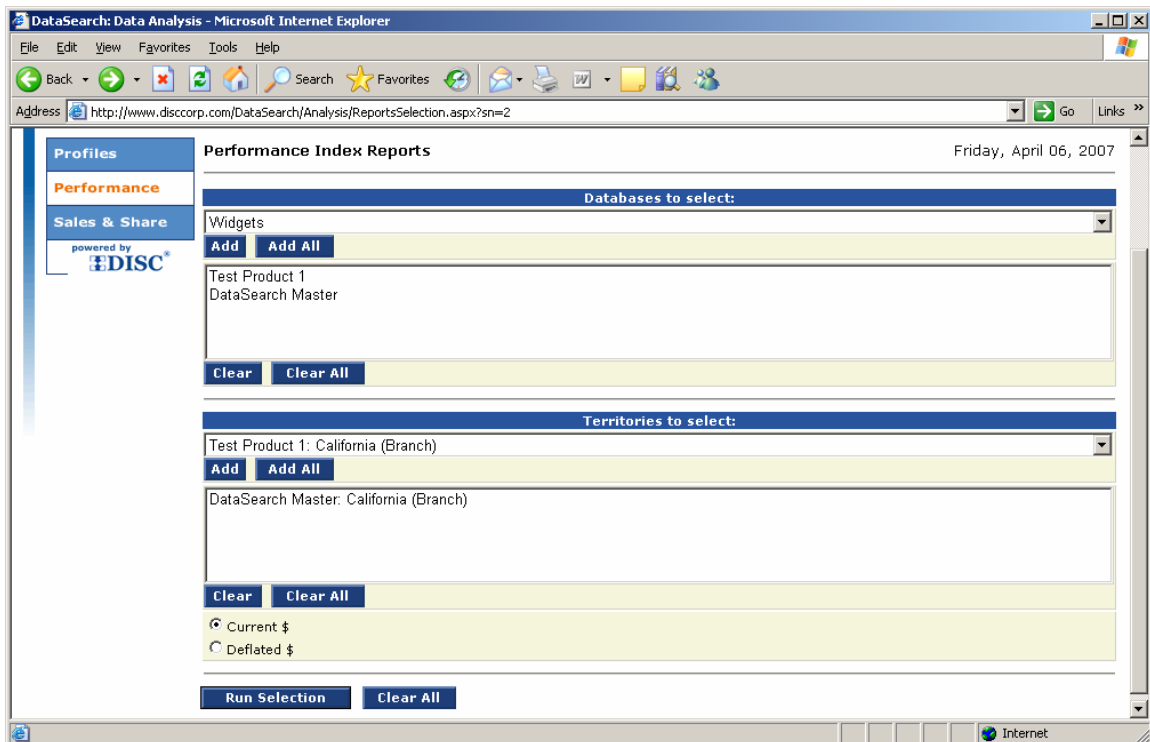 DataSearch: Data Analysis - Microsoft Internet Explorer
File Edit View Favorites Tools Help
Back Search Favorites W
Address http://www.disccorp.com/DataSearch/Analysis/ReportsSelection.aspx?sn=2 Go Links »
Profiles
Performance
Sales & Share
powered by
DISC®
Performance Index Reports Friday, April 06, 2007
Databases to select:
Widgets
Add Add All
Test Product 1
DataSearch Master
Clear Clear All
Territories to select:
Test Product 1: California (Branch)
Add Add All
DataSearch Master: California (Branch)
Clear Clear All
Current $
Deflated $
Run Selection Clear All
Internet